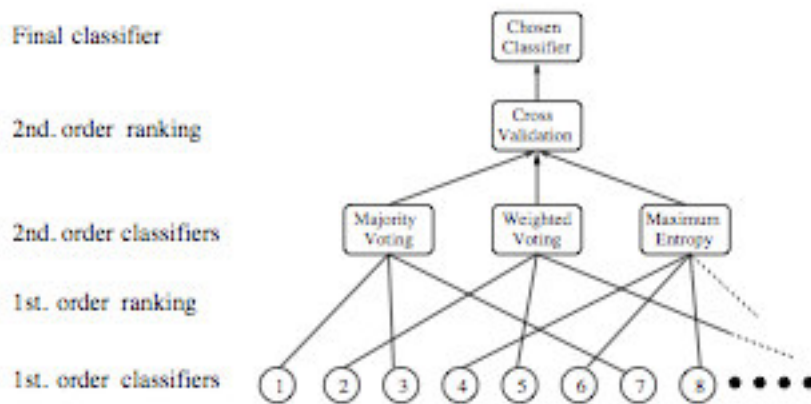 Final classifier
Chosen
Classifier
2nd. order ranking
Cross
Validation
2nd. order classifiers
Majority
Voting
Weighted
Voting
Maximum
Entropy
1st. order ranking
1st. order classifiers
1 2 3 4 5 6 7 8